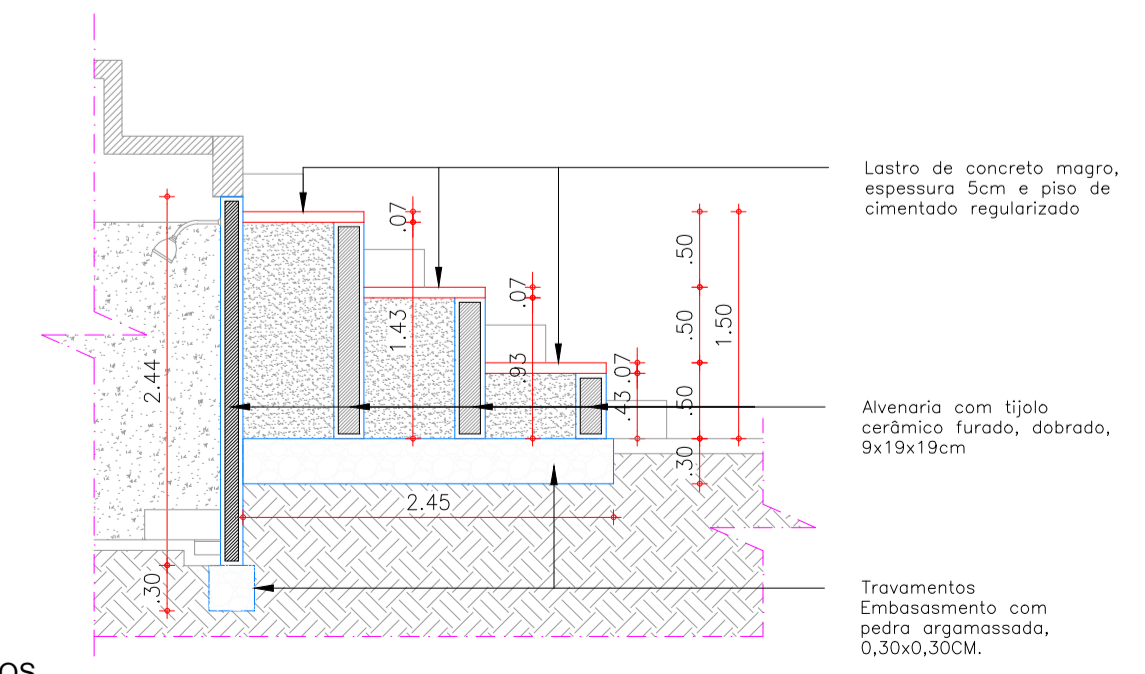 Lastro de concreto magro,
espessura 5cm e piso de
cimentado regularizado
.07
.50
.07
.50
1.50
1.43
.93
2.44
.07
.43
.50
Alvenaria com tijolo
cerâmico furado, dobrado,
9x19x19cm
.30
2.45
.30
Travamentos
Embasasmento com
pedra argamassada,
0,30x0,30CM.
os